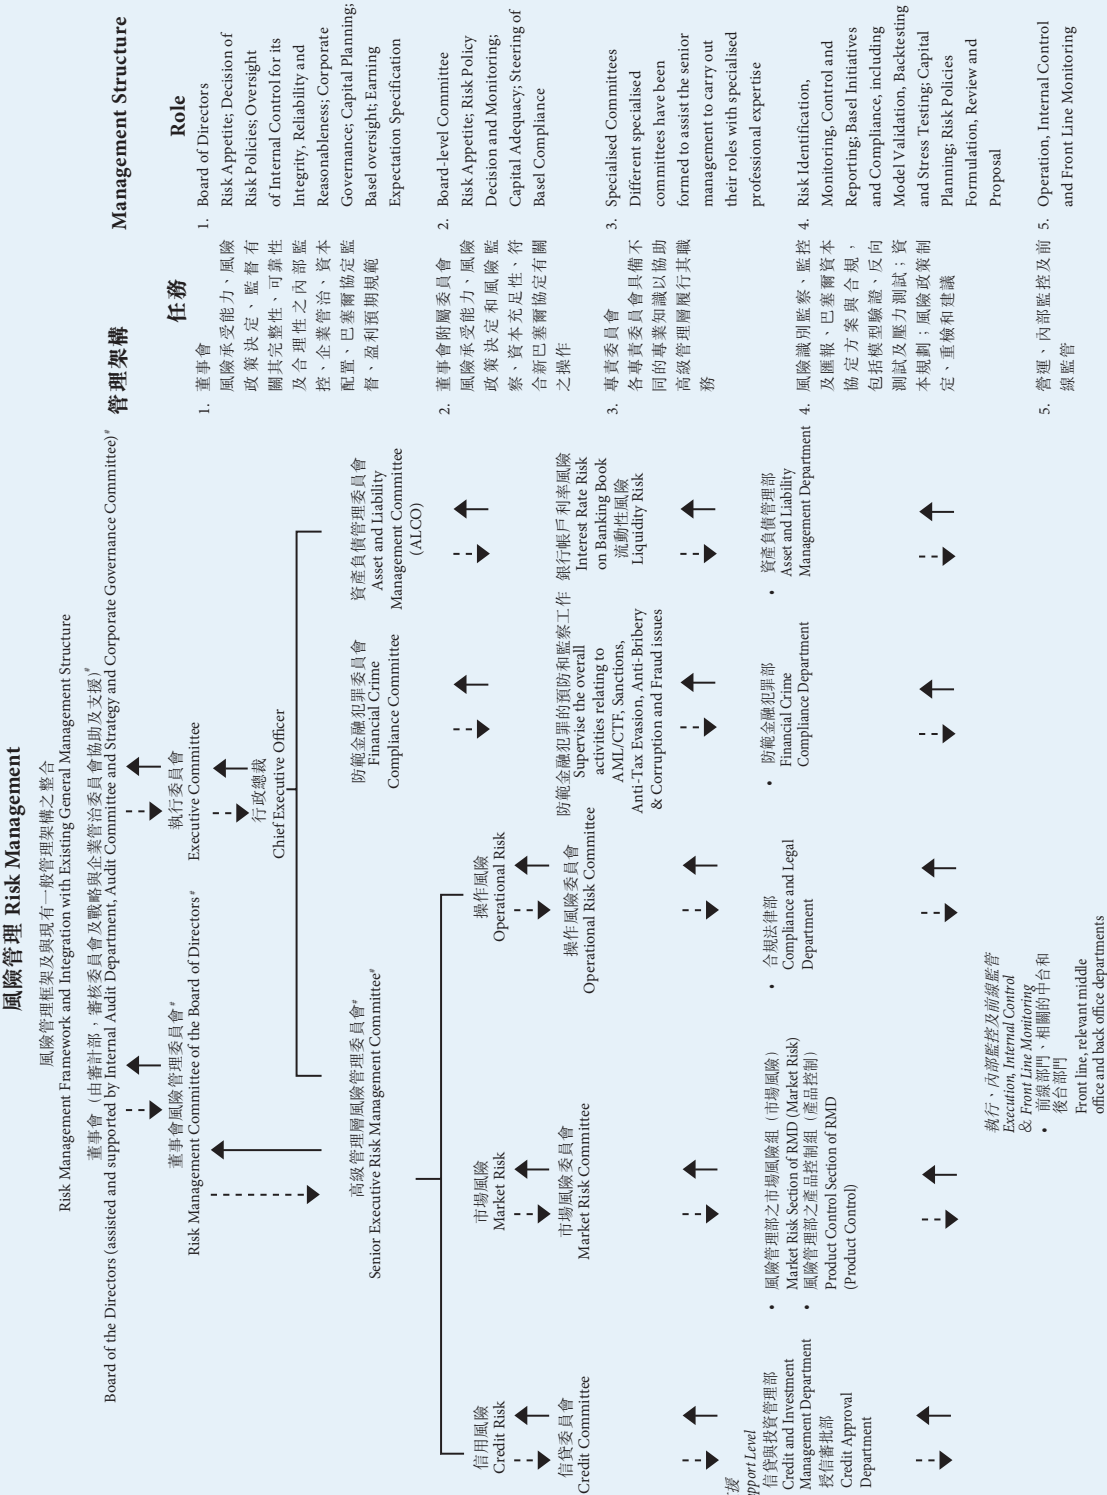 風險管理 Risk Management
風險管理框架及與現有一般管理架構之整合
Risk Management Framework and Integration with Existing General Management Structure
董事會（由審計部，審核委員會及戰略與企業管治委員會協助及支援）#
Board of the Directors (assisted and supported by Internal Audit Department, Audit Committee and Strategy and Corporate Governance Committee)#
董事會風險管理委員會#
Risk Management Committee of the Board of Directors#
執行委員會
Executive Committee
行政總裁
Chief Executive Officer
高級管理層風險管理委員會#
Senior Executive Risk Management Committee#
防範金融犯罪委員會
Financial Crime
Compliance Committee
資產負債管理委員會
Asset and Liability
Management Committee
(ALCO)
信用風險
Credit Risk
市場風險
Market Risk
操作風險
Operational Risk
信貸委員會
Credit Committee
市場風險委員會
Market Risk Committee
操作風險委員會
Operational Risk Committee
防範金融犯罪的預防和監察工作
Supervise the overall
activities relating to
AML/CTF, Sanctions,
Anti-Tax Evasion, Anti-Bribery
& Corruption and Fraud issues
銀行帳戶利率風險
Interest Rate Risk
on Banking Book
流動性風險
Liquidity Risk
Level
信貸與投資管理部
Credit and Investment
Management Department
授信審批部
Credit Approval
Department
• 風險管理部之市場風險組（市場風險）
Market Risk Section of RMD (Market Risk)
• 風險管理部之產品控制組（產品控制）
Product Control Section of RMD
(Product Control)
• 合規法律部
Compliance and Legal
Department
• 防範金融犯罪部
Financial Crime
Compliance Department
• 資產負債管理部
Asset and Liability
Management Department
執行、內部監控及前線監管
Execution, Internal Control
& Front Line Monitoring
• 前線部門、相關的中台和
後台部門
Front line, relevant middle
office and back office departments
管理架構
任務
1. 董事會
風險承受能力、風險
政策決定、監督有
關其完整性、可靠性
及合理性之內部監
控、企業管治、資本
配置、巴塞爾協定監
督、盈利預期規範
2. 董事會附屬委員會
風險承受能力、風險
政策決定和風險監
察、資本充足性、符
合新巴塞爾協定有關
之操作
3. 專責委員會
各專責委員會具備不
同的專業知識以協助
高級管理層履行其職
務
4. 風險識別監察、監控
及匯報、巴塞爾資本
協定方案與合規，
包括模型驗證、反向
測試及壓力測試；資
本規劃；風險政策制
定、重檢和建議
5. 營運、內部監控及前
線監管
Management Structure
Role
1. Board of Directors
Risk Appetite; Decision of
Risk Policies; Oversight
of Internal Control for its
Integrity, Reliability and
Reasonableness; Corporate
Governance; Capital Planning;
Basel oversight; Earning
Expectation Specification
2. Board-level Committee
Risk Appetite; Risk Policy
Decision and Monitoring;
Capital Adequacy; Steering of
Basel Compliance
3. Specialised Committees
Different specialised
committees have been
formed to assist the senior
management to carry out
their roles with specialised
professional expertise
4. Risk Identification,
Monitoring, Control and
Reporting; Basel Initiatives
and Compliance, including
Model Validation, Backtesting
and Stress Testing; Capital
Planning; Risk Policies
Formulation, Review and
Proposal
5. Operation, Internal Control
and Front Line Monitoring